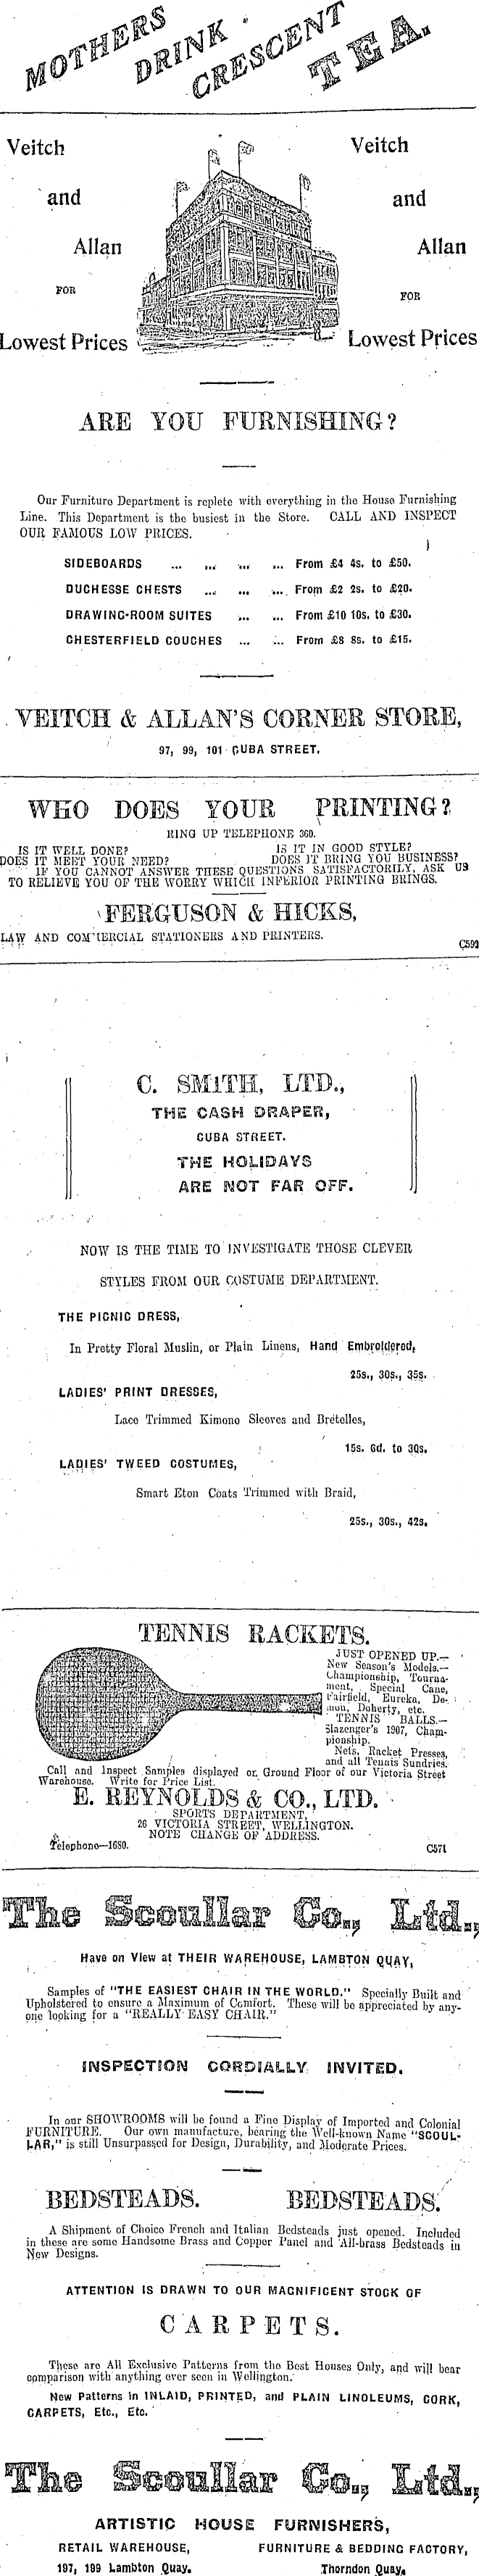 MOTHERS
DRINK
CRESCENT
TEA.
Veitch
and
Allan
FOR
Lowest Prices
Veitch
and
Allan
FOR
Lowest Prices
ARE YOU FURNISHING?
Our Furniture Department is replete with everything in the House Furnishing
Line. This Department is the busiest in the Store. CALL AND INSPECT
OUR FAMOUS LOW PRICES.
SIDEBOARDS ... ... ... ... From £4 4s. to £50.
DUCHESSE CHESTS ... ... ... From £2 2s. to £20.
DRAWING-ROOM SUITES ... ... From £10 10s. to £30.
CHESTERFIELD COUCHES ... ... From £8 8s. to £15.
VEITCH & ALLAN'S CORNER STORE,
97, 99, 101 CUBA STREET.
WHO DOES YOUR PRINTING?
RING UP TELEPHONE 360.
IS IT WELL DONE? IS IT IN GOOD STYLE?
DOES IT MEET YOUR NEED? DOES IT BRING YOU BUSINESS?
IF YOU CANNOT ANSWER THESE QUESTIONS SATISFACTORILY, ASK US
TO RELIEVE YOU OF THE WORRY WHICH INFERIOR PRINTING BRINGS.
FERGUSON & HICKS,
LAW AND COMMERCIAL STATIONERS AND PRINTERS.
C. SMITH, LTD.,
THE CASH DRAPER,
CUBA STREET.
THE HOLIDAYS
ARE NOT FAR OFF.
NOW IS THE TIME TO INVESTIGATE THOSE CLEVER
STYLES FROM OUR COSTUME DEPARTMENT.
THE PICNIC DRESS,
In Pretty Floral Muslin, or Plain Linens, Hand Embroidered,
25s., 30s., 35s.
LADIES' PRINT DRESSES,
Lace Trimmed Kimono Sleeves and Bretelles,
15s. 6d. to 30s.
LADIES' TWEED COSTUMES,
Smart Eton Coats Trimmed with Braid,
25s., 30s., 42s.
TENNIS RACKETS.
JUST OPENED UP.—
New Season's Models.—
Championship, Tourna-
ment, Special Cane,
Fairfield, Eureka, De-
mon, Doherty, etc.
TENNIS BALLS.—
Slazenger's 1907, Cham-
pionship.
Nets, Racket Presses,
and all Tennis Sundries.
Call and Inspect Samples displayed on Ground Floor of our Victoria Street
Warehouse. Write for Price List.
E. REYNOLDS & CO., LTD.
SPORTS DEPARTMENT,
26 VICTORIA STREET, WELLINGTON.
NOTE CHANGE OF ADDRESS.
Telephone—1680. C571
The Scoullar Co., Ltd.,
Have on View at THEIR WAREHOUSE, LAMBTON QUAY,
Samples of "THE EASIEST CHAIR IN THE WORLD." Specially Built and
Upholstered to ensure a Maximum of Comfort. These will be appreciated by any-
one looking for a "REALLY EASY CHAIR."
INSPECTION CORDIALLY INVITED.
In our SHOWROOMS will be found a Fine Display of Imported and Colonial
FURNITURE. Our own manufacture, bearing the Well-known Name "SCOUL-
LAR," is still Unsurpassed for Design, Durability, and Moderate Prices.
BEDSTEADS. BEDSTEADS.
A Shipment of Choice French and Italian Bedsteads just opened. Included
in these are some Handsome Brass and Copper Panel and All-brass Bedsteads in
New Designs.
ATTENTION IS DRAWN TO OUR MAGNIFICENT STOCK OF
CARPETS.
These are All Exclusive Patterns from the Best Houses Only, and will bear
comparison with anything ever seen in Wellington.
New Patterns in INLAID, PRINTED, and PLAIN LINOLEUMS, CORK,
CARPETS, Etc., Etc.
The Scoullar Co., Ltd.,
ARTISTIC HOUSE FURNISHERS,
RETAIL WAREHOUSE, FURNITURE & BEDDING FACTORY,
197, 199 Lambton Quay. Thorndon Quay.